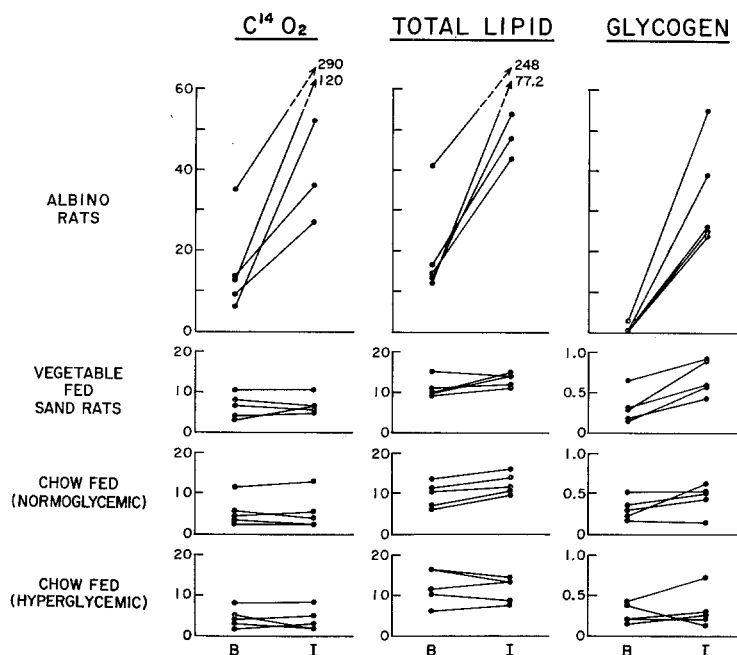 C¹⁴ O₂ TOTAL LIPID GLYCOGEN
290 248
120 77.2
60
40
20
0
ALBINO
RATS
20 20 1.0
10 10 0.5
0 0 0
VEGETABLE
FED
SAND RATS
20 20 1.0
10 10 0.5
0 0 0
CHOW FED
(NORMOGLYCEMIC)
20 20 1.0
10 10 0.5
0 0 0
CHOW FED
(HYPERGLYCEMIC)
B I B I B I